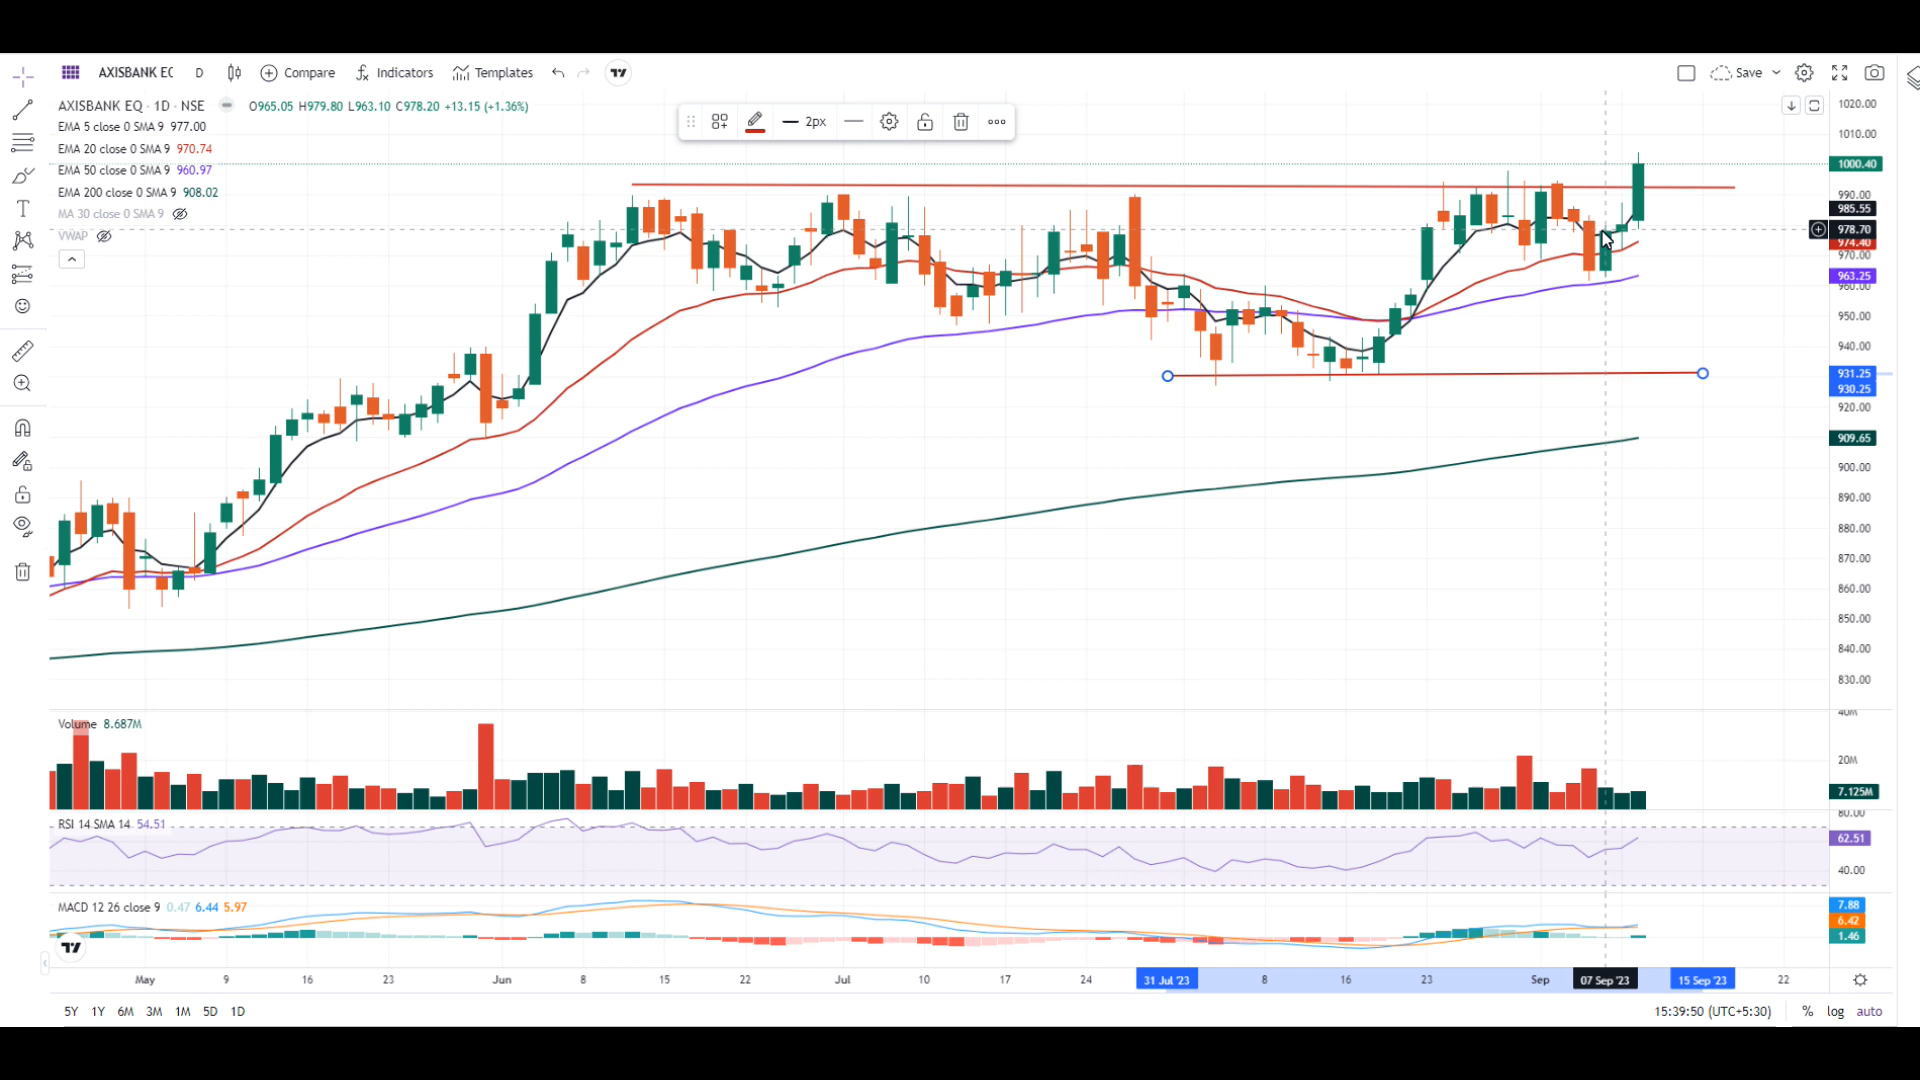 AXISBANK EC D Compare Indicators Templates Save
AXISBANK EQ · 1D · NSE O965.05 H979.80 L963.10 C978.20 +13.15 (+1.36%)
EMA 5 close 0 SMA 9 977.00
EMA 20 close 0 SMA 9 970.74
EMA 50 close 0 SMA 9 960.97
EMA 200 close 0 SMA 9 908.02
MA 30 close 0 SMA 9
VWAP
2px
1020.00
1010.00
1000.40
990.00
985.55
978.70
974.40
970.00
963.25
960.00
950.00
940.00
931.25
930.25
920.00
909.65
900.00
890.00
880.00
870.00
860.00
850.00
840.00
830.00
Volume 8.687M
40M
20M
7.125M
RSI 14 SMA 14 54.51
80.00
62.51
40.00
MACD 12 26 close 9 0.47 6.44 5.97
7.88
6.42
1.46
May 9 16 23 Jun 8 15 22 Jul 10 17 24 31 Jul '23 8 16 23 Sep 07 Sep '23 15 Sep '23 22
5Y 1Y 6M 3M 1M 5D 1D 15:39:50 (UTC+5:30) % log auto